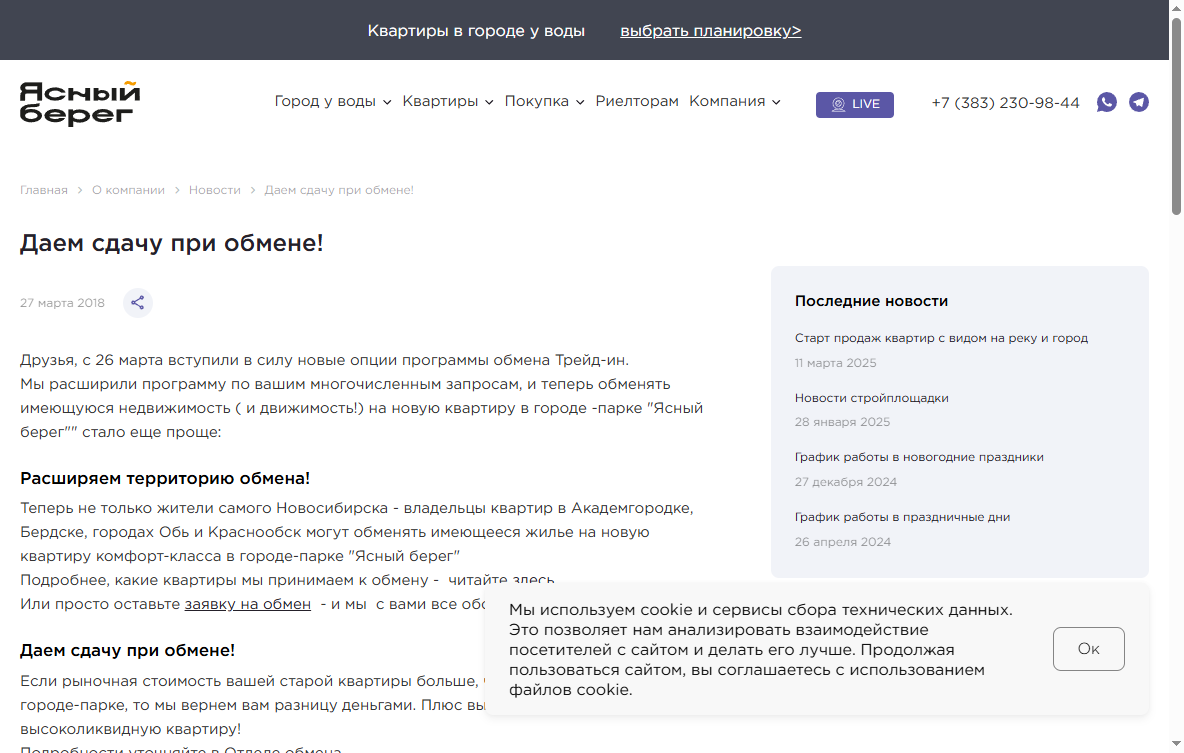 Квартиры в городе у воды выбрать планировку>
Ясный берег
Город у воды Квартиры Покупка Риелторам Компания LIVE +7 (383) 230-98-44
Главная > О компании > Новости > Даем сдачу при обмене!
Даем сдачу при обмене!
27 марта 2018
Друзья, с 26 марта вступили в силу новые опции программы обмена Трейд-ин.
Мы расширили программу по вашим многочисленным запросам, и теперь обменять
имеющуюся недвижимость ( и движимость!) на новую квартиру в городе -парке "Ясный
берег"" стало еще проще:
Расширяем территорию обмена!
Теперь не только жители самого Новосибирска - владельцы квартир в Академгородке,
Бердске, городах Обь и Краснообск могут обменять имеющееся жилье на новую
квартиру комфорт-класса в городе-парке "Ясный берег"
Подробнее, какие квартиры мы принимаем к обмену - читайте здесь
Или просто оставьте заявку на обмен - и мы с вами все
Даем сдачу при обмене!
Если рыночная стоимость вашей старой квартиры больше,
городе-парке, то мы вернем вам разницу деньгами. Плюс вы
высоколиквидную квартиру!
Подробности уточняйте в Отделе обмена
Последние новости
Старт продаж квартир с видом на реку и город
11 марта 2025
Новости стройплощадки
28 января 2025
График работы в новогодние праздники
27 декабря 2024
График работы в праздничные дни
26 апреля 2024
Мы используем cookie и сервисы сбора технических данных.
Это позволяет нам анализировать взаимодействие
посетителей с сайтом и делать его лучше. Продолжая
пользоваться сайтом, вы соглашаетесь с использованием
файлов cookie.
Ок